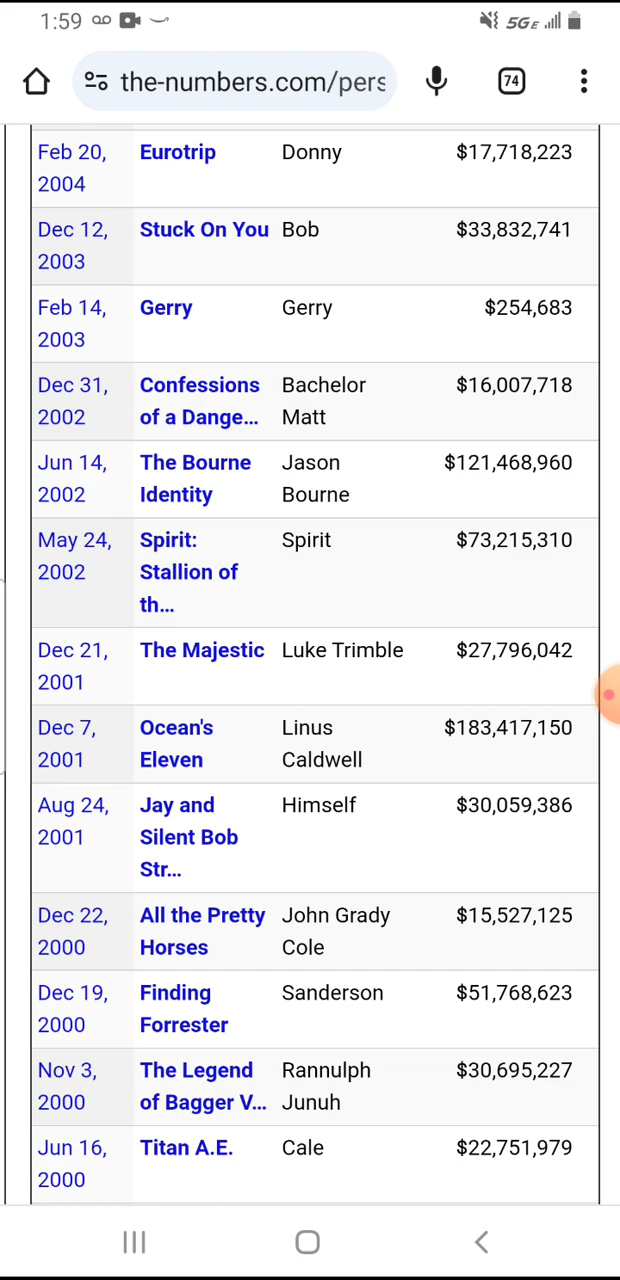 1:59
5GE
the-numbers.com/pers
74
Feb 20, Eurotrip Donny $17,718,223
2004
Dec 12, Stuck On You Bob $33,832,741
2003
Feb 14, Gerry Gerry $254,683
2003
Dec 31, Confessions Bachelor $16,007,718
2002 of a Dange... Matt
Jun 14, The Bourne Jason $121,468,960
2002 Identity Bourne
May 24, Spirit: Spirit $73,215,310
2002 Stallion of
th...
Dec 21, The Majestic Luke Trimble $27,796,042
2001
Dec 7, Ocean's Linus $183,417,150
2001 Eleven Caldwell
Aug 24, Jay and Himself $30,059,386
2001 Silent Bob
Str...
Dec 22, All the Pretty John Grady $15,527,125
2000 Horses Cole
Dec 19, Finding Sanderson $51,768,623
2000 Forrester
Nov 3, The Legend Rannulph $30,695,227
2000 of Bagger V... Junuh
Jun 16, Titan A.E. Cale $22,751,979
2000